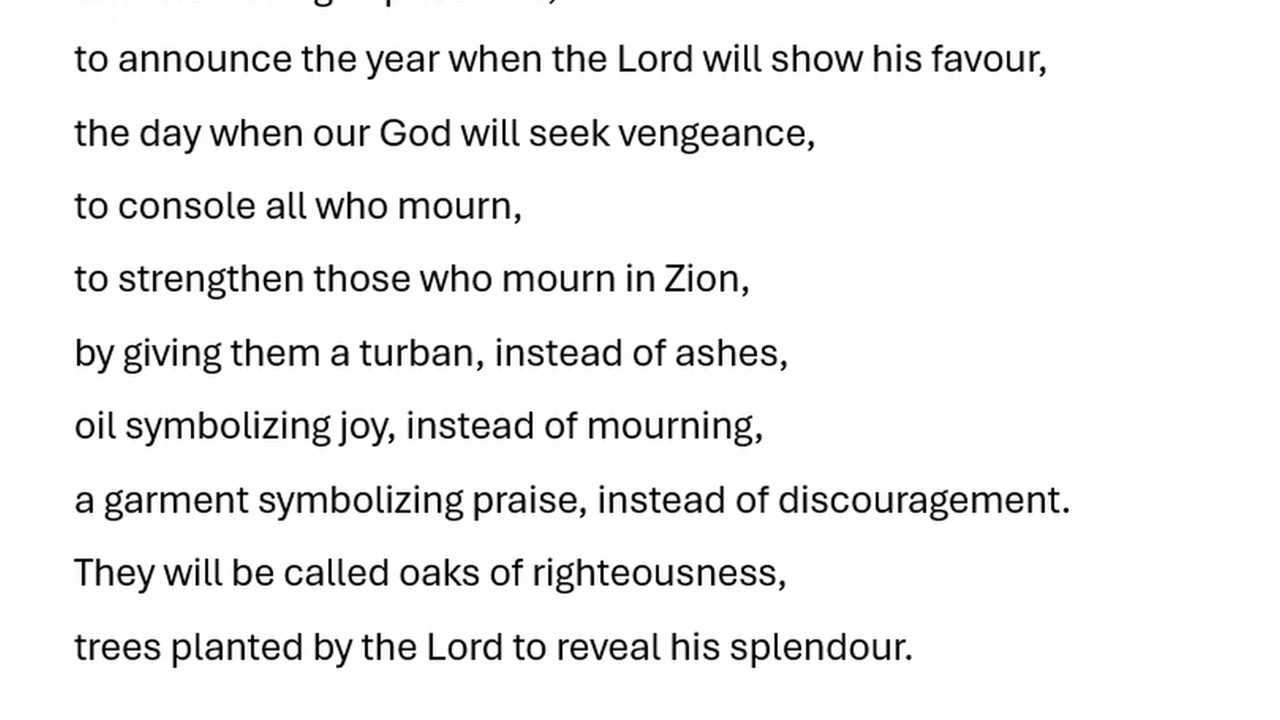 to announce the year when the Lord will show his favour,
the day when our God will seek vengeance,
to console all who mourn,
to strengthen those who mourn in Zion,
by giving them a turban, instead of ashes,
oil symbolizing joy, instead of mourning,
a garment symbolizing praise, instead of discouragement.
They will be called oaks of righteousness,
trees planted by the Lord to reveal his splendour.